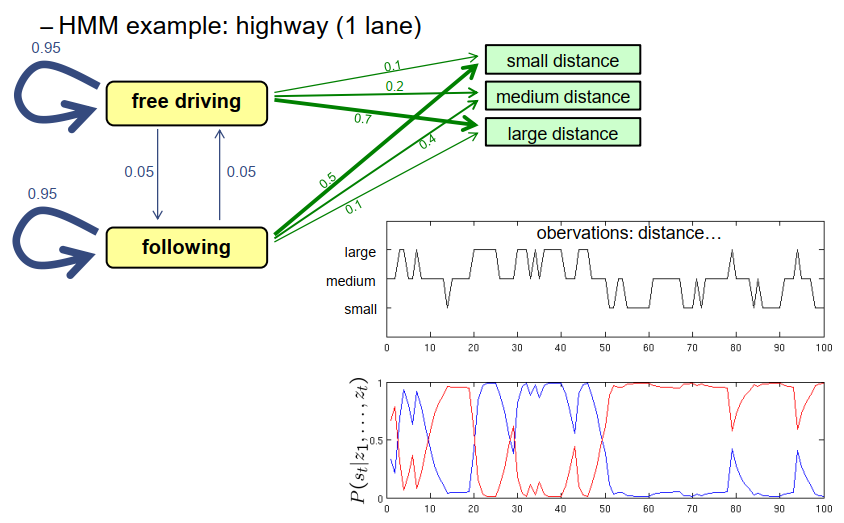 – HMM example: highway (1 lane)
0.95
free driving
0.05
0.05
0.95
following
0.1
0.2
0.7
0.5
0.4
0.1
small distance
medium distance
large distance
obervations: distance…
large
medium
small
0 10 20 30 40 50 60 70 80 90 100
P(s_t|z_1, . . . , z_t)
1
0.5
0
0 10 20 30 40 50 60 70 80 90 100